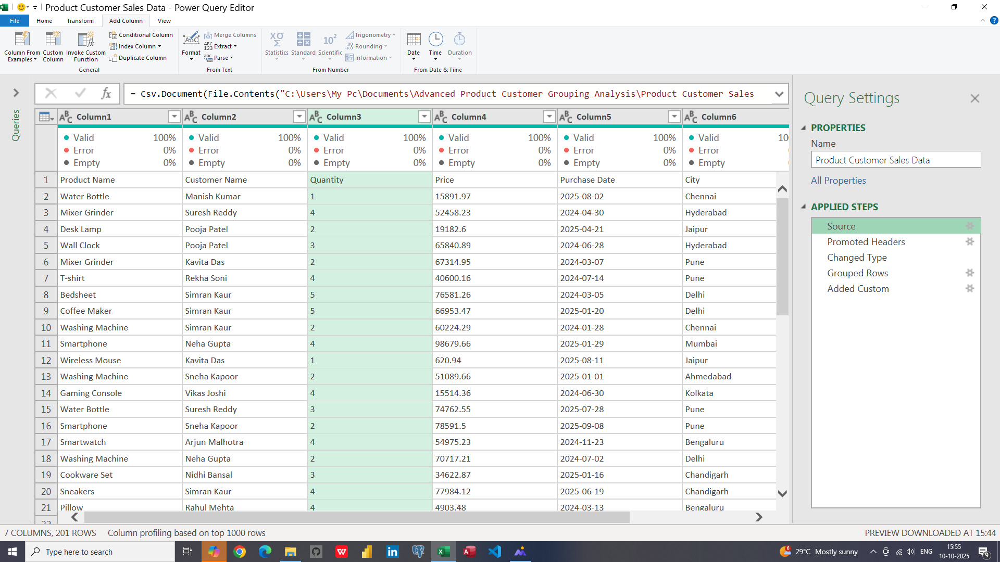 Product Customer Sales Data - Power Query Editor
File Home Transform Add Column View
Column From Examples
Custom Column
Invoke Custom Function
Conditional Column
Index Column
Duplicate Column
General
Format
Merge Columns
Extract
Parse
From Text
Statistics
Standard
Scientific
Trigonometry
Rounding
Information
From Number
Date
Time
Duration
From Date & Time
Queries
= Csv.Document(File.Contents("C:\Users\My Pc\Documents\Advanced Product Customer Grouping Analysis\Product Customer Sales
Column1 Column2 Column3 Column4 Column5 Column6
Valid 100% Valid 100% Valid 100% Valid 100% Valid 100% Valid 10
Error 0% Error 0% Error 0% Error 0% Error 0% Error
Empty 0% Empty 0% Empty 0% Empty 0% Empty 0% Empty
1 Product Name Customer Name Quantity Price Purchase Date City
2 Water Bottle Manish Kumar 1 15891.97 2025-08-02 Chennai
3 Mixer Grinder Suresh Reddy 4 52458.23 2024-04-30 Hyderabad
4 Desk Lamp Pooja Patel 2 19182.6 2025-04-21 Jaipur
5 Wall Clock Pooja Patel 3 65840.89 2024-06-28 Hyderabad
6 Mixer Grinder Kavita Das 2 67314.95 2024-03-07 Pune
7 T-shirt Rekha Soni 4 40600.16 2024-07-14 Pune
8 Bedsheet Simran Kaur 5 76581.26 2024-03-05 Delhi
9 Coffee Maker Simran Kaur 5 66953.47 2025-01-20 Delhi
10 Washing Machine Simran Kaur 2 60224.29 2024-01-28 Chennai
11 Smartphone Neha Gupta 4 98679.66 2025-01-29 Mumbai
12 Wireless Mouse Kavita Das 1 620.94 2025-08-11 Jaipur
13 Washing Machine Sneha Kapoor 2 51089.66 2025-01-01 Ahmedabad
14 Gaming Console Vikas Joshi 4 15514.36 2024-06-30 Kolkata
15 Water Bottle Suresh Reddy 3 74762.55 2025-07-28 Pune
16 Smartphone Sneha Kapoor 2 78591.5 2025-09-08 Pune
17 Smartwatch Arjun Malhotra 4 54975.23 2024-11-23 Bengaluru
18 Washing Machine Neha Gupta 2 70717.21 2024-07-02 Delhi
19 Cookware Set Nidhi Bansal 3 34622.87 2025-01-16 Chandigarh
20 Sneakers Simran Kaur 4 77984.12 2025-06-19 Chandigarh
21 Pillow Rahul Mehta 4 4903.48 2024-03-13 Bengaluru
22
Query Settings
PROPERTIES
Name
Product Customer Sales Data
All Properties
APPLIED STEPS
Source
Promoted Headers
Changed Type
Grouped Rows
Added Custom
7 COLUMNS, 201 ROWS Column profiling based on top 1000 rows PREVIEW DOWNLOADED AT 15:44
Type here to search
29°C Mostly sunny
ENG
15:55
10-10-2025